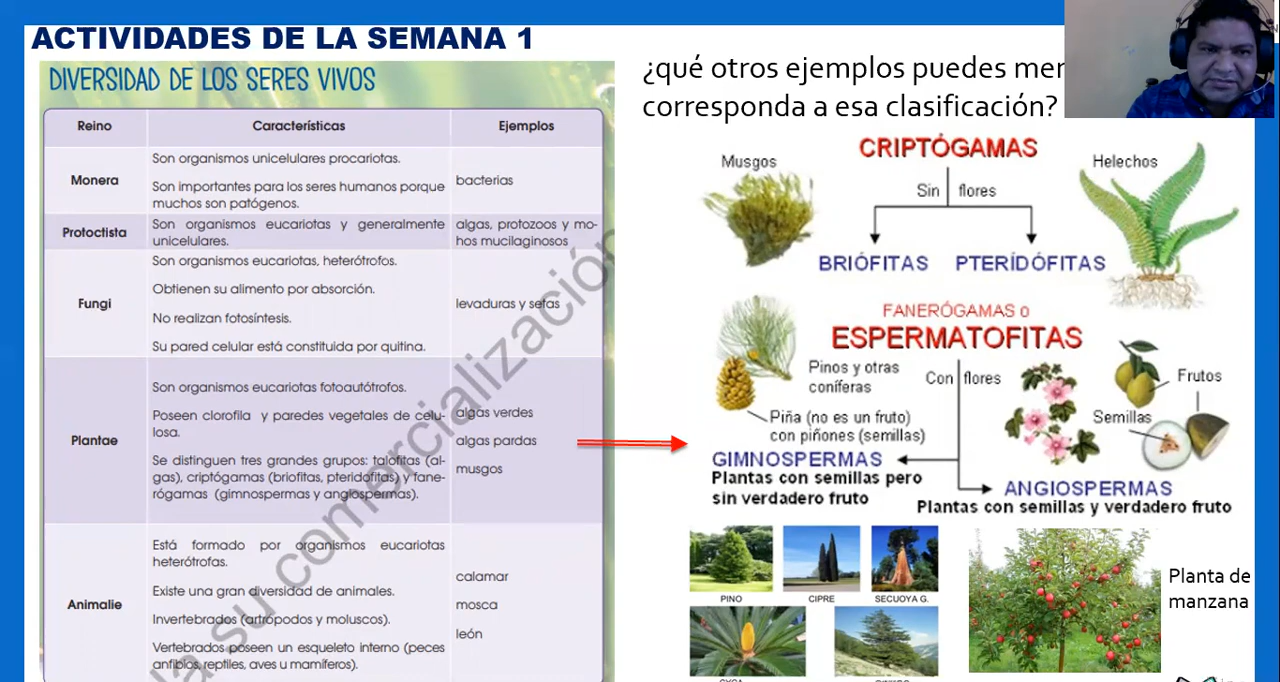 ACTIVIDADES DE LA SEMANA 1
DIVERSIDAD DE LOS SERES VIVOS
Reino Características Ejemplos
Monera
Son organismos unicelulares procariotas.
Son importantes para los seres humanos porque
muchos son patógenos.
bacterias
Protoctista
Son organismos eucariotas y generalmente
unicelulares.
algas, protozoos y mo-
hos mucilaginosos
Fungi
Son organismos eucariotas, heterótrofos.
Obtienen su alimento por absorción.
No realizan fotosíntesis.
Su pared celular está constituida por quitina.
levaduras y setas
Plantae
Son organismos eucariotas fotoautótrofos.
Poseen clorofila y paredes vegetales de celu-
losa.
Se distinguen tres grandes grupos: talofitas (al-
gas), criptógamas (briofitas, pteridofitas) y fane-
rógamas (gimnospermas y angiospermas).
algas verdes
algas pardas
musgos
Animalie
Está formado por organismos eucariotas
heterótrofas.
Existe una gran diversidad de animales.
Invertebrados (artrópodos y moluscos).
Vertebrados poseen un esqueleto interno (peces
anfibios, reptiles, aves u mamíferos).
calamar
mosca
león
la su comercialización
¿qué otros ejemplos puedes
corresponda a esa clasificación?
CRIPTÓGAMAS
Musgos
Helechos
Sin flores
BRIÓFITAS
PTERÍDÓFITAS
FANERÓGAMAS o
ESPERMATOFITAS
Pinos y otras
coníferas
Con flores
Frutos
Semillas
Piña (no es un fruto)
con piñones (semillas)
GIMNOSPERMAS
Plantas con semillas pero
sin verdadero fruto
ANGIOSPERMAS
Plantas con semillas y verdadero fruto
PINO
CIPRE
SECUOYA G.
Planta de
manzana